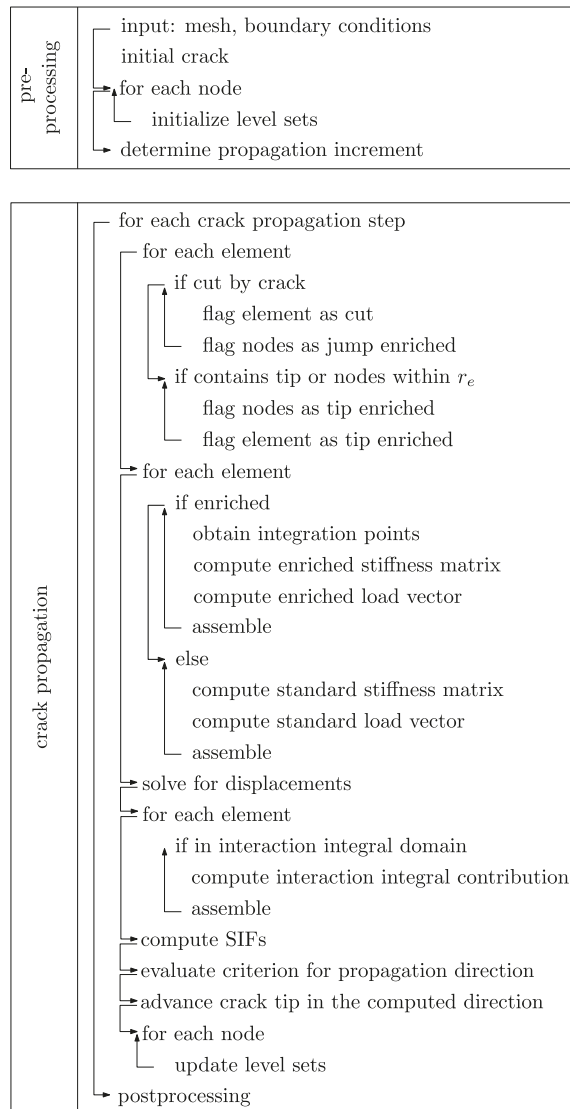 pre-
processing
input: mesh, boundary conditions
initial crack
for each node
initialize level sets
determine propagation increment
crack propagation
for each crack propagation step
for each element
if cut by crack
flag element as cut
flag nodes as jump enriched
if contains tip or nodes within r_e
flag nodes as tip enriched
flag element as tip enriched
for each element
if enriched
obtain integration points
compute enriched stiffness matrix
compute enriched load vector
assemble
else
compute standard stiffness matrix
compute standard load vector
assemble
solve for displacements
for each element
if in interaction integral domain
compute interaction integral contribution
assemble
compute SIFs
evaluate criterion for propagation direction
advance crack tip in the computed direction
for each node
update level sets
postprocessing